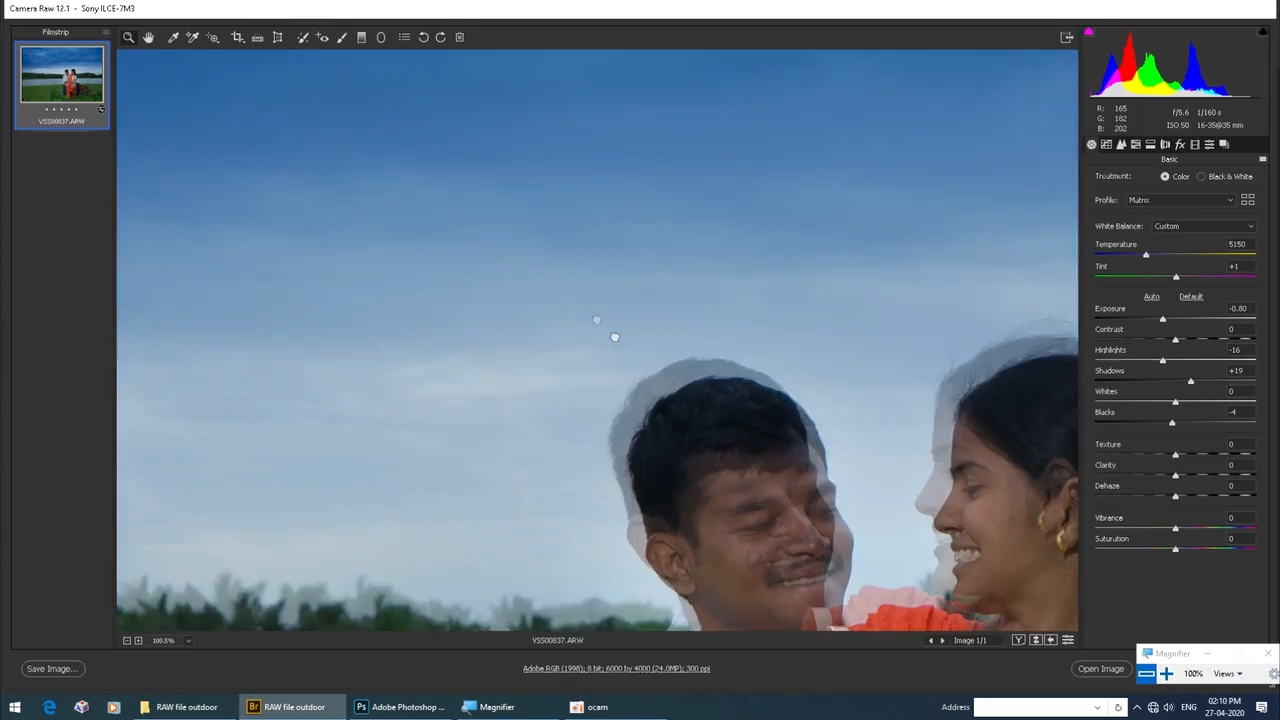 Camera Raw 12.1 - Sony ILCE-7M3
Filmstrip
VSS00837.ARW
R: 165
G: 182
B: 202
f/5.6 1/160 s
ISO 50 16-35@35 mm
Basic
Treatment: Color Black & White
Profile: Matrix
White Balance: Custom
Temperature 5150
Tint +1
Auto Default
Exposure -0.80
Contrast 0
Highlights -16
Shadows +19
Whites 0
Blacks -4
Texture 0
Clarity 0
Dehaze 0
Vibrance 0
Saturation 0
100.5% VSS00837.ARW Image 1/1
Y
Save Image... Adobe RGB (1998); 8 bit; 6000 by 4000 (24.0MP); 300 ppi Open Image
Magnifier
100% Views
RAW file outdoor
Br RAW file outdoor
Ps Adobe Photoshop ...
Magnifier
ocam
Address
ENG
02:10 PM
27-04-2020